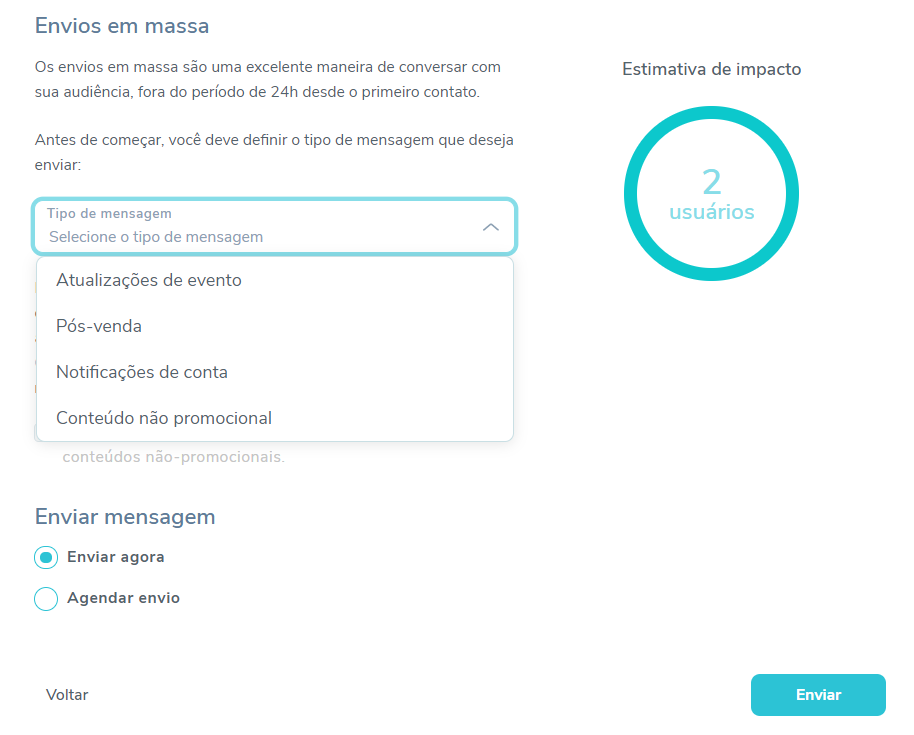 Envios em massa
Os envios em massa são uma excelente maneira de conversar com
sua audiência, fora do período de 24h desde o primeiro contato.
Antes de começar, você deve definir o tipo de mensagem que deseja
enviar:
Tipo de mensagem
Selecione o tipo de mensagem
Atualizações de evento
Pós-venda
Notificações de conta
Conteúdo não promocional
conteúdos não-promocionais.
Enviar mensagem
Enviar agora
Agendar envio
Voltar
Estimativa de impacto
2
usuários
Enviar